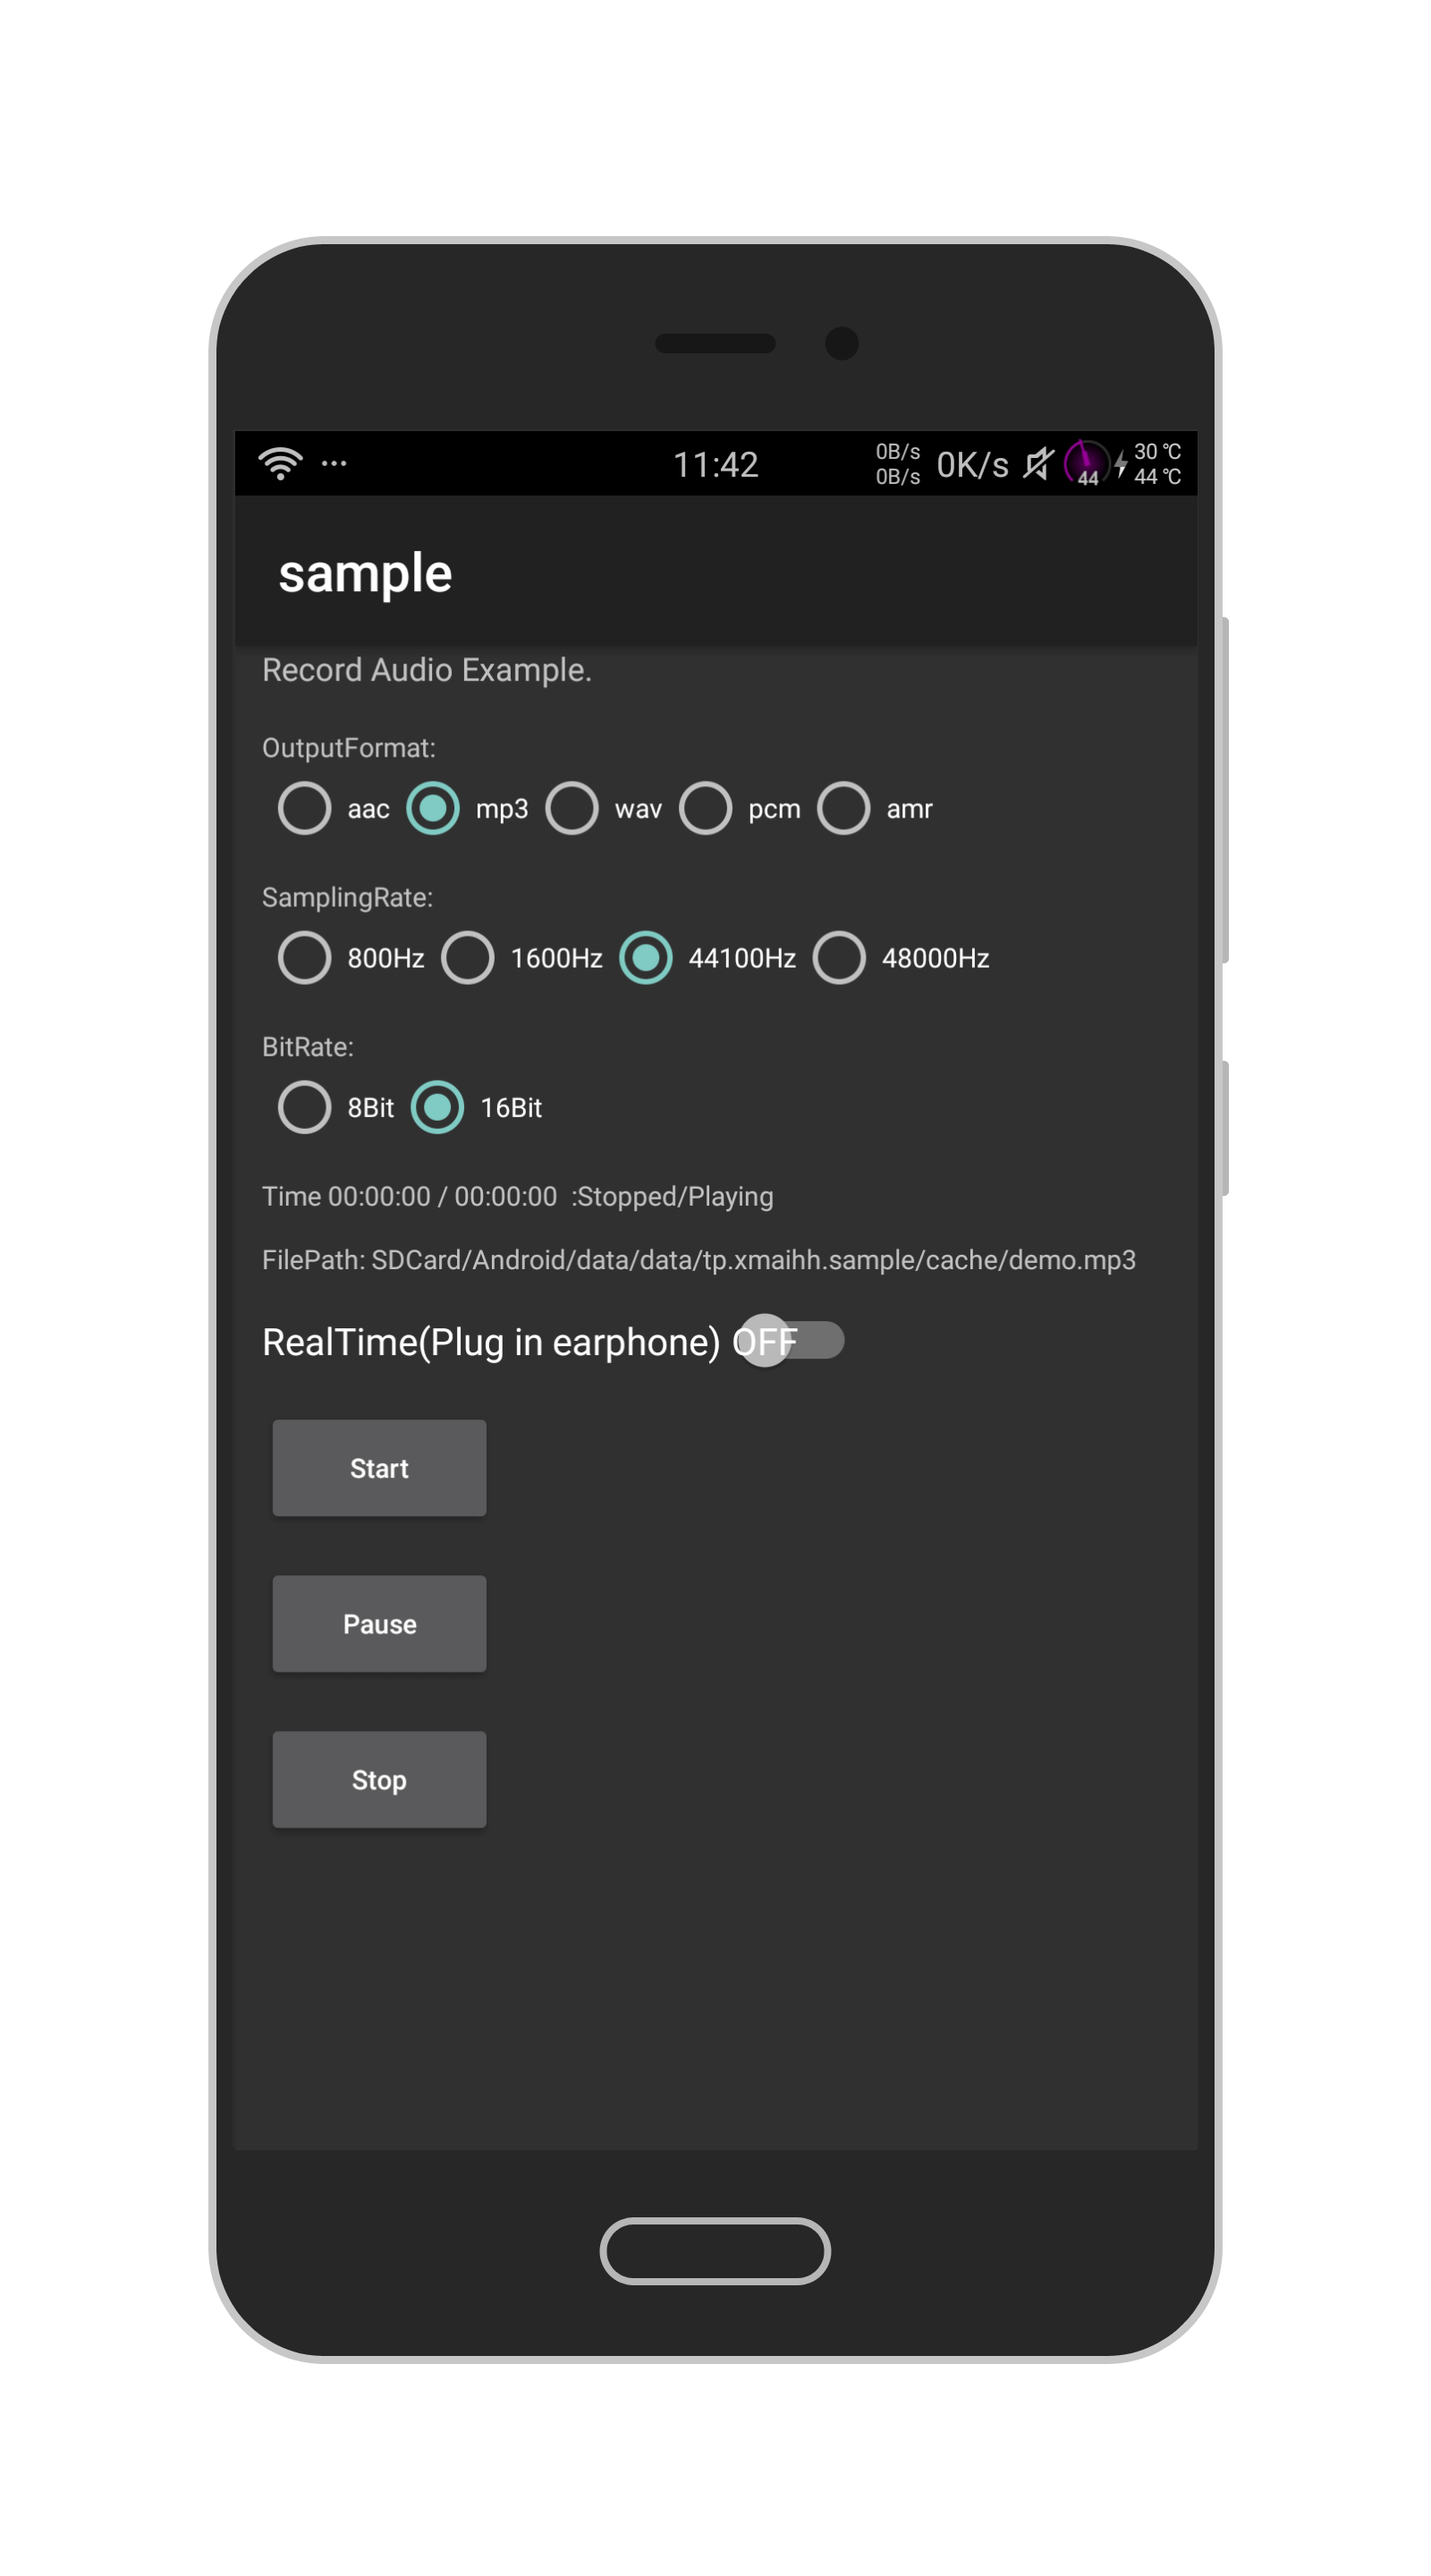 11:42 0B/s 0K/s 44 30 ℃
0B/s 44 ℃
sample
Record Audio Example.
OutputFormat:
aac mp3 wav pcm amr
SamplingRate:
800Hz 1600Hz 44100Hz 48000Hz
BitRate:
8Bit 16Bit
Time 00:00:00 / 00:00:00 :Stopped/Playing
FilePath: SDCard/Android/data/data/tp.xmaihh.sample/cache/demo.mp3
RealTime(Plug in earphone) OFF
Start
Pause
Stop